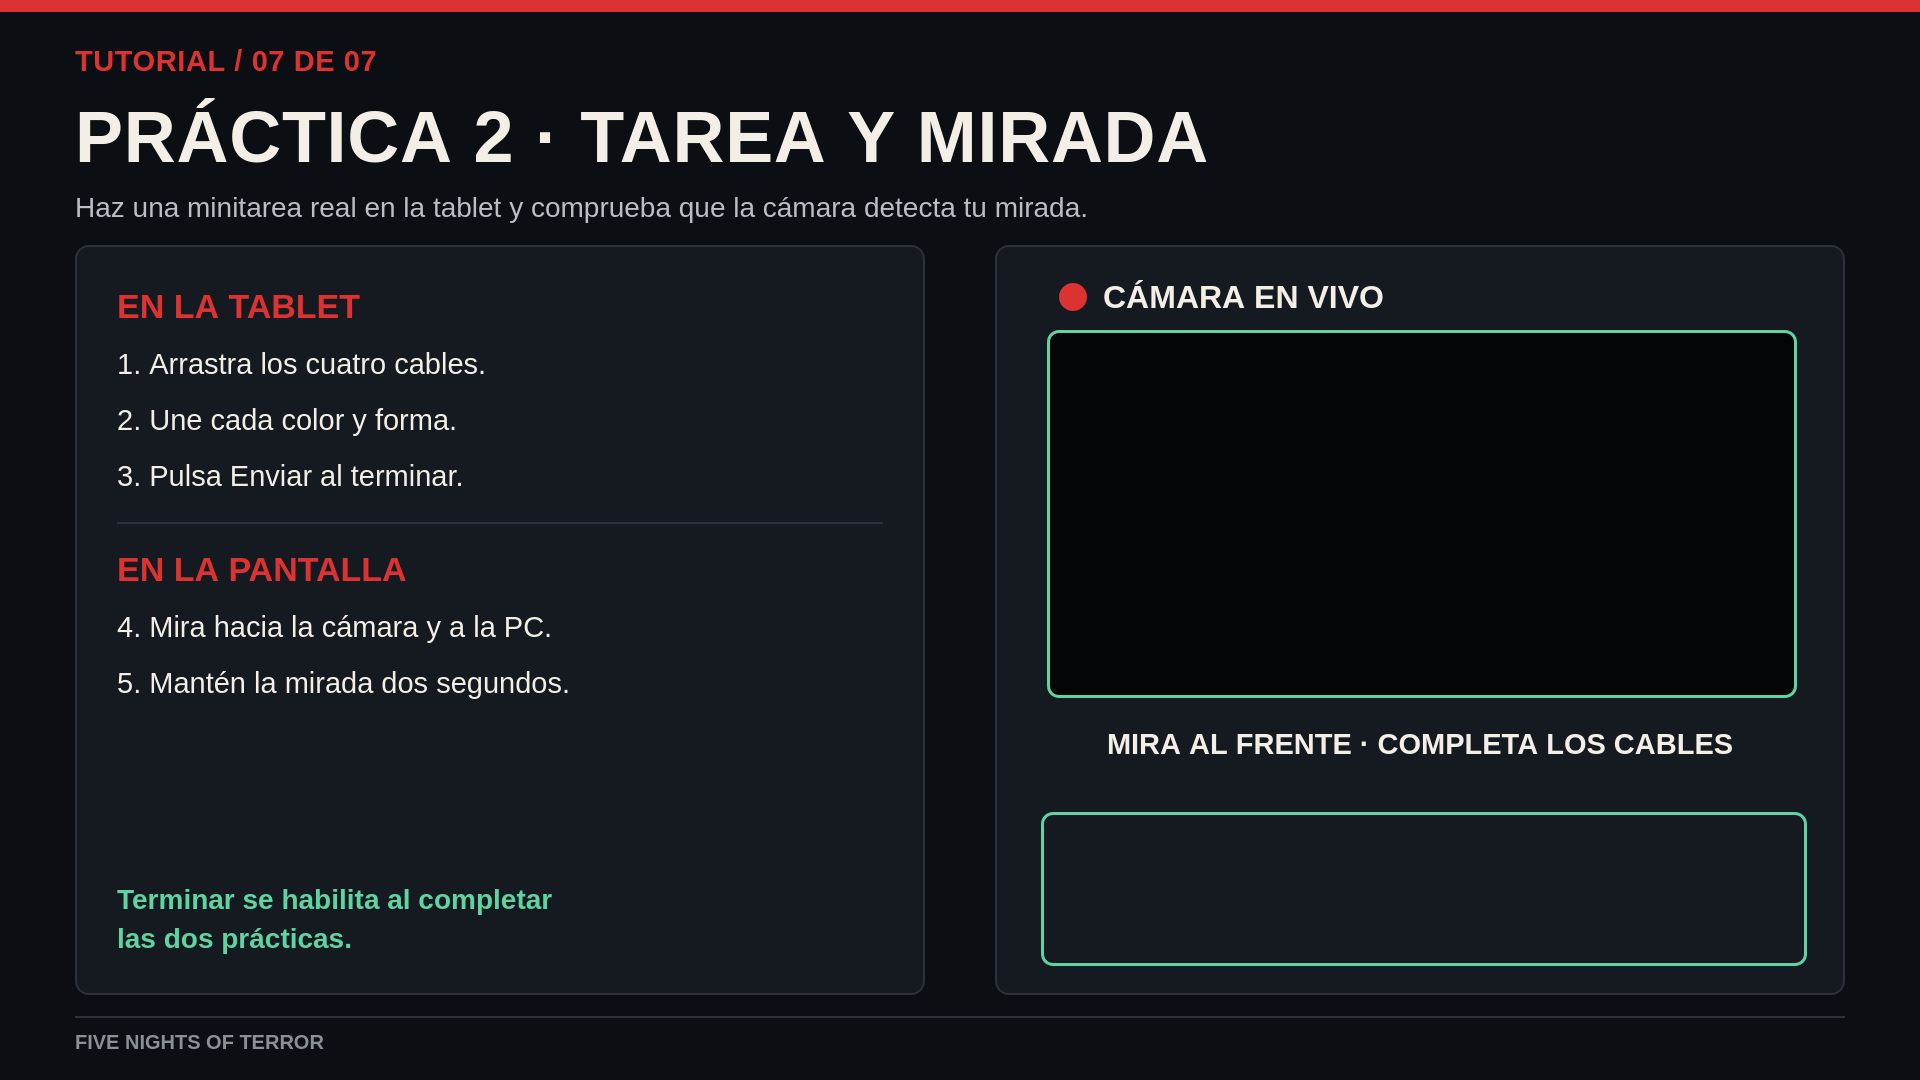 TUTORIAL / 07 DE 07
PRÁCTICA 2 · TAREA Y MIRADA
Haz una minitarea real en la tablet y comprueba que la cámara detecta tu mirada.
EN LA TABLET
1. Arrastra los cuatro cables.
2. Une cada color y forma.
3. Pulsa Enviar al terminar.
EN LA PANTALLA
4. Mira hacia la cámara y a la PC.
5. Mantén la mirada dos segundos.
Terminar se habilita al completar
las dos prácticas.
CÁMARA EN VIVO
MIRA AL FRENTE · COMPLETA LOS CABLES
FIVE NIGHTS OF TERROR